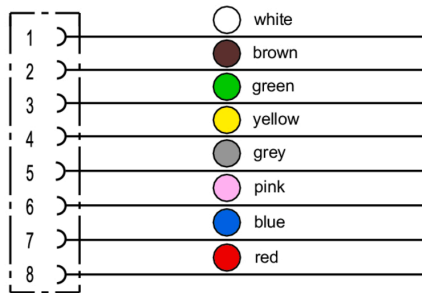 white
1
brown
2
green
3
yellow
4
grey
5
pink
6
blue
7
red
8